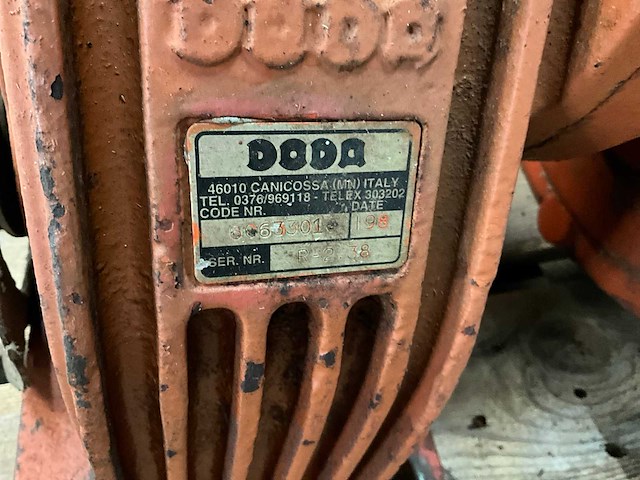 DODA
DODA
46010 CANICOSSA (MN) ITALY
TEL. 0376/969118 - TELEX 303202
CODE NR. DATE
SER. NR.